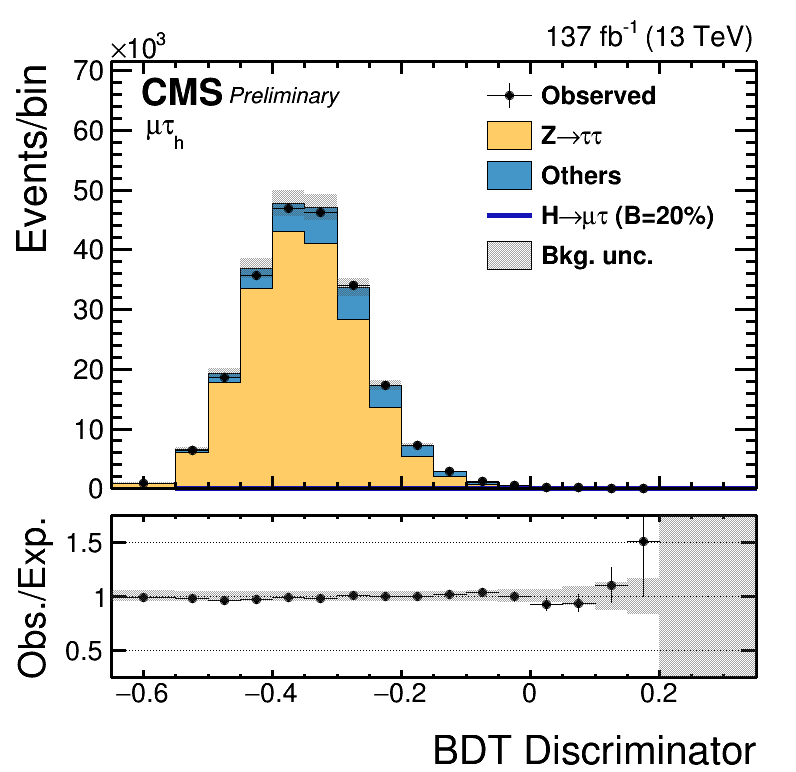 ×10³
137 fb⁻¹ (13 TeV)
CMS Preliminary
μτₕ
Observed
Z→ττ
Others
H→μτ (B=20%)
Bkg. unc.
Events/bin
70
60
50
40
30
20
10
0
Obs./Exp.
1.5
1
0.5
−0.6 −0.4 −0.2 0 0.2
BDT Discriminator